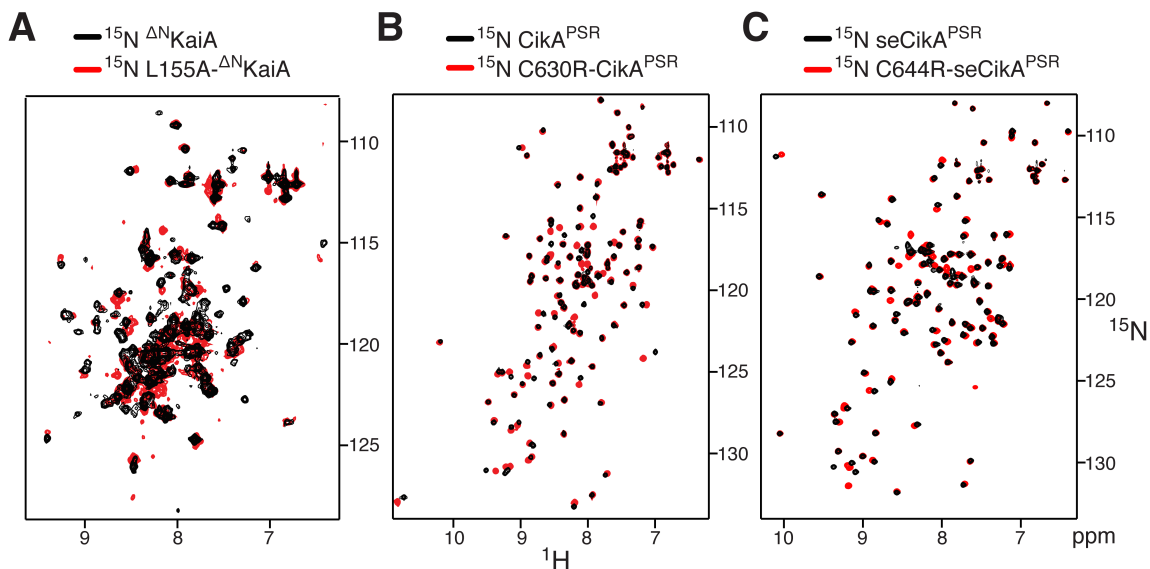 A
¹⁵N ᐞᴺKaiA
¹⁵N L155A-ᐞᴺKaiA
110
115
120
125
9
8
7
B
¹⁵N CikAᴾˢᴿ
¹⁵N C630R-CikAᴾˢᴿ
110
115
120
125
130
10
9
8
7
¹H
C
¹⁵N seCikAᴾˢᴿ
¹⁵N C644R-seCikAᴾˢᴿ
110
115
120
125
130
¹⁵N
10
9
8
7
ppm